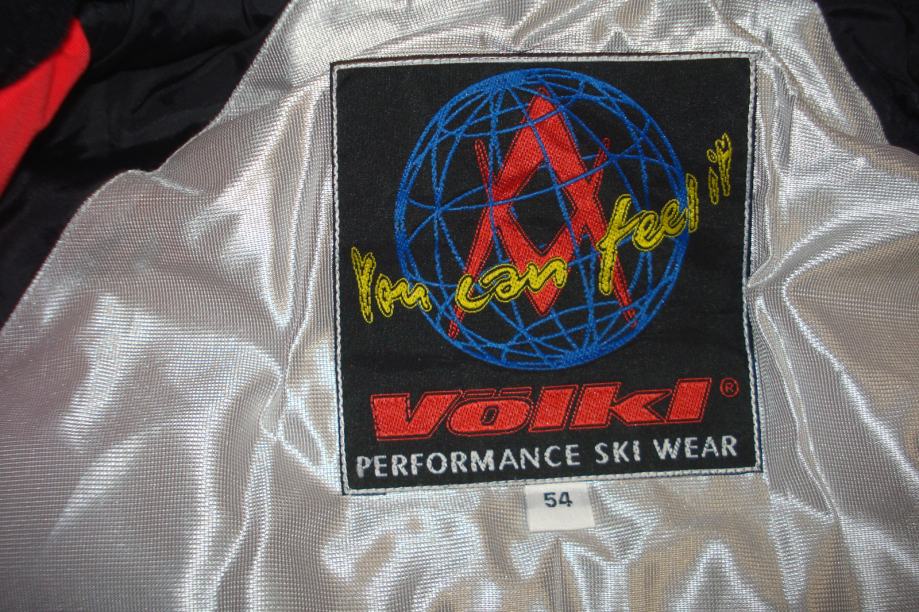 You can feel it
Völkl®
PERFORMANCE SKI WEAR
54